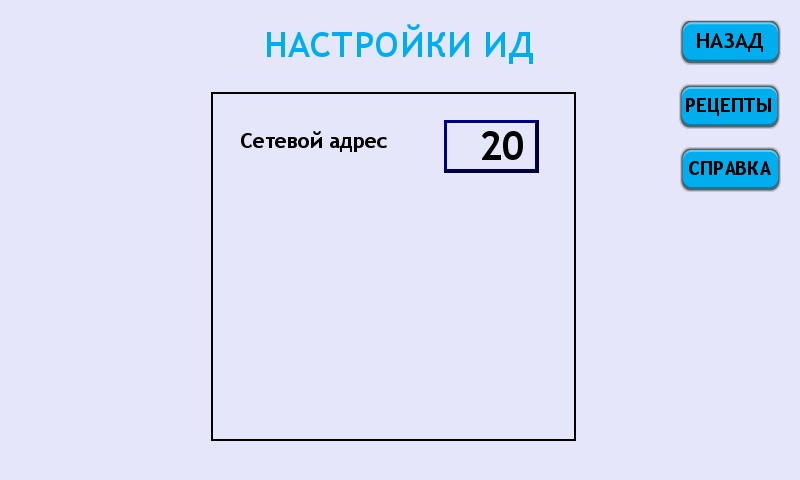 НАСТРОЙКИ ИД
НАЗАД
РЕЦЕПТЫ
СПРАВКА
Сетевой адрес 20